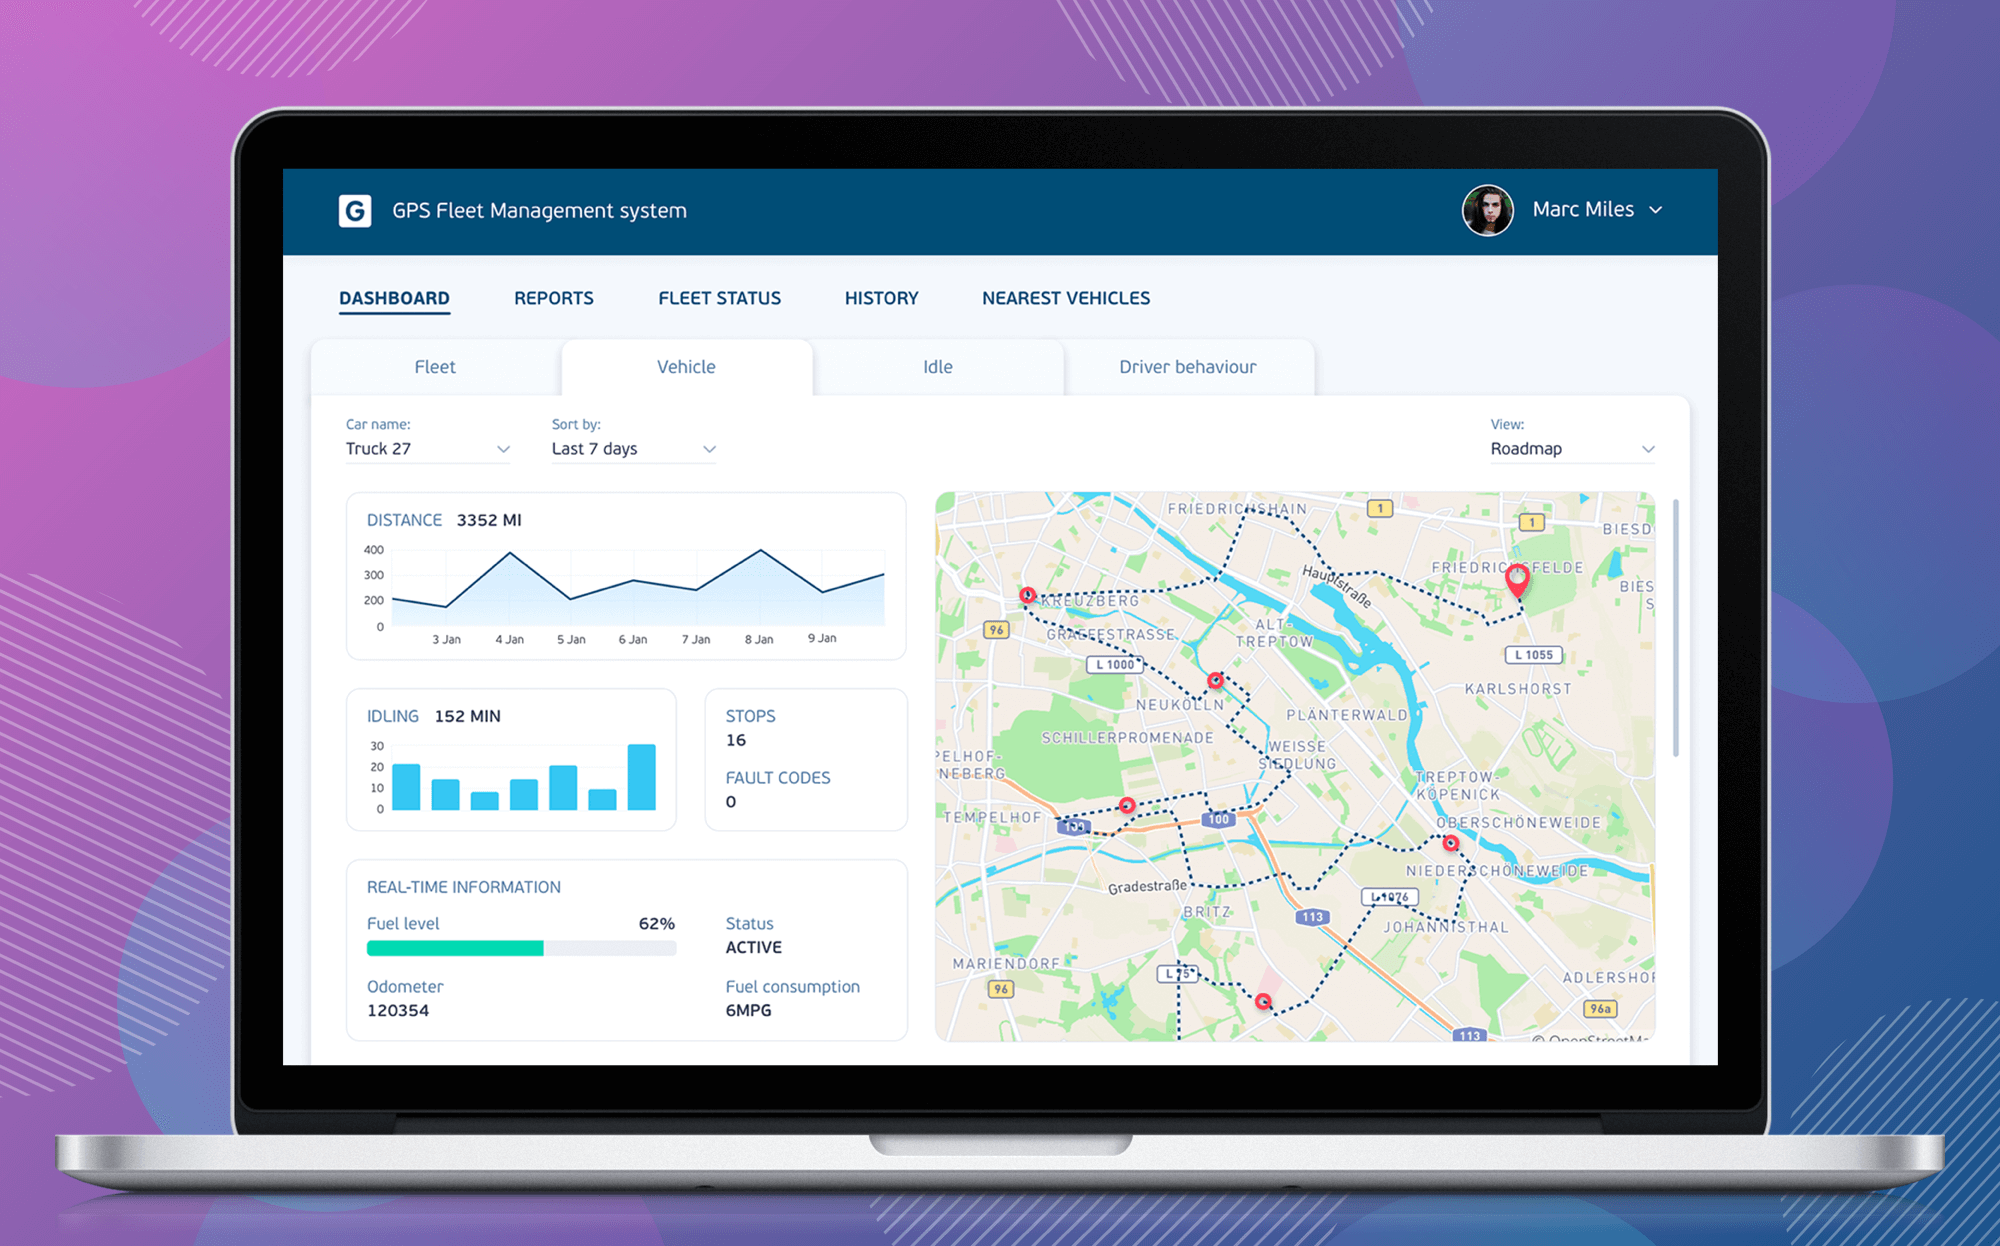 G GPS Fleet Management system
Marc Miles
DASHBOARD REPORTS FLEET STATUS HISTORY NEAREST VEHICLES
Fleet Vehicle Idle Driver behaviour
Car name: Sort by: View:
Truck 27 Last 7 days Roadmap
DISTANCE 3352 MI
400
300
200
0
3 Jan 4 Jan 5 Jan 6 Jan 7 Jan 8 Jan 9 Jan
IDLING 152 MIN
30
20
10
0
STOPS
16
FAULT CODES
0
REAL-TIME INFORMATION
Fuel level 62%
Status
ACTIVE
Odometer
120354
Fuel consumption
6MPG
FRIEDRICHSHAIN
1
1
BIESD
FRIEDRICHSFELDE
Hauptstraße
BIES
S
KREUZBERG
96
GRAEFESTRASSE
ALT-
TREPTOW
L 1000
L 1055
KARLSHORST
NEUKÖLLN
PLÄNTERWALD
SCHILLERPROMENADE
WEISSE
SIEDLUNG
PELHOF-
NEBERG
TREPTOW-
KÖPENICK
TEMPELHOF
100
100
OBERSCHÖNEWEIDE
NIEDERSCHÖNEWEIDE
Gradestraße
L 1076
BRITZ
113
JOHANNISTHAL
MARIENDORF
L 75
ADLERSHOF
96
96a
113
© OpenStreetMa